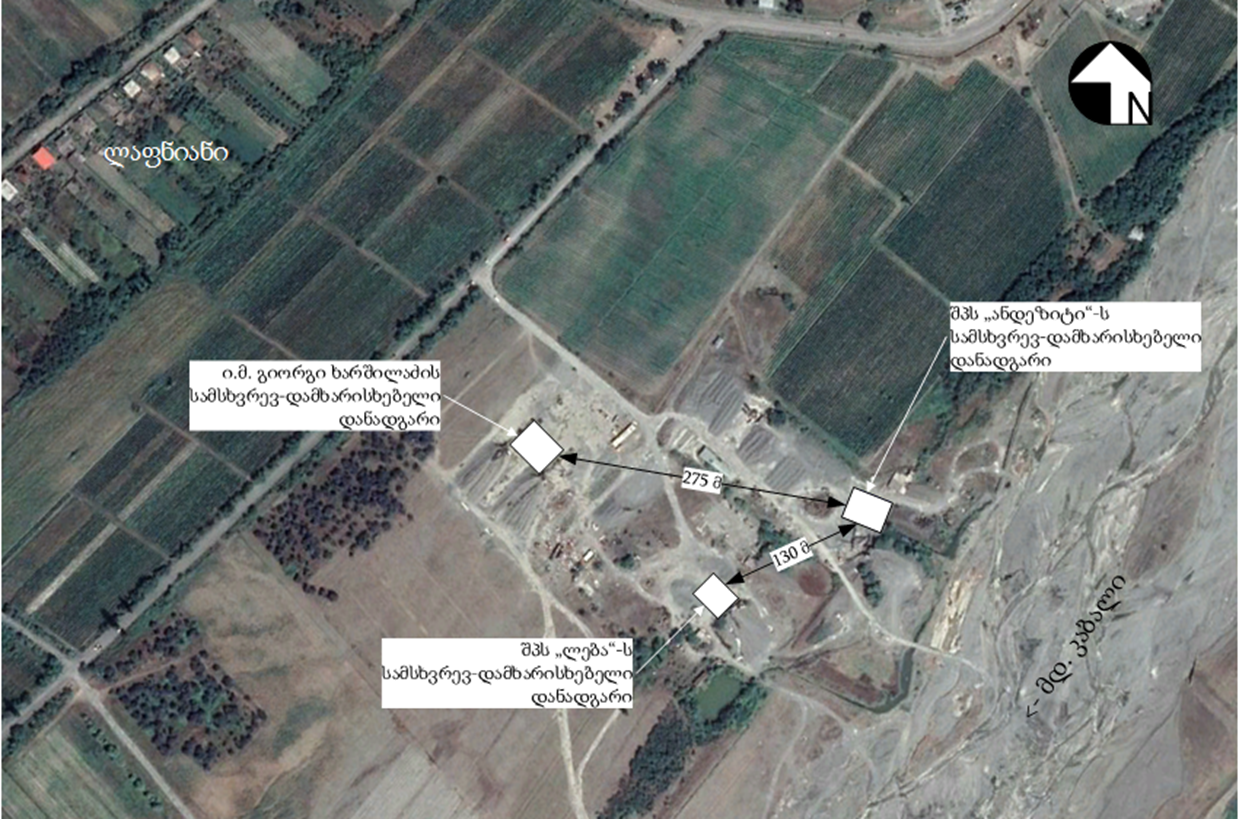 N
ლაფნიანი
შპს „ანდეზიტი“-ს
სამსხვრევ-დამხარისხებელი
დანადგარი
ი.მ. გიორგი ხარშილაძის
სამსხვრევ-დამხარისხებელი
დანადგარი
275 მ
130 მ
შპს „ლება“-ს
სამსხვრევ-დამხარისხებელი
დანადგარი
<- მდ. კაბალი